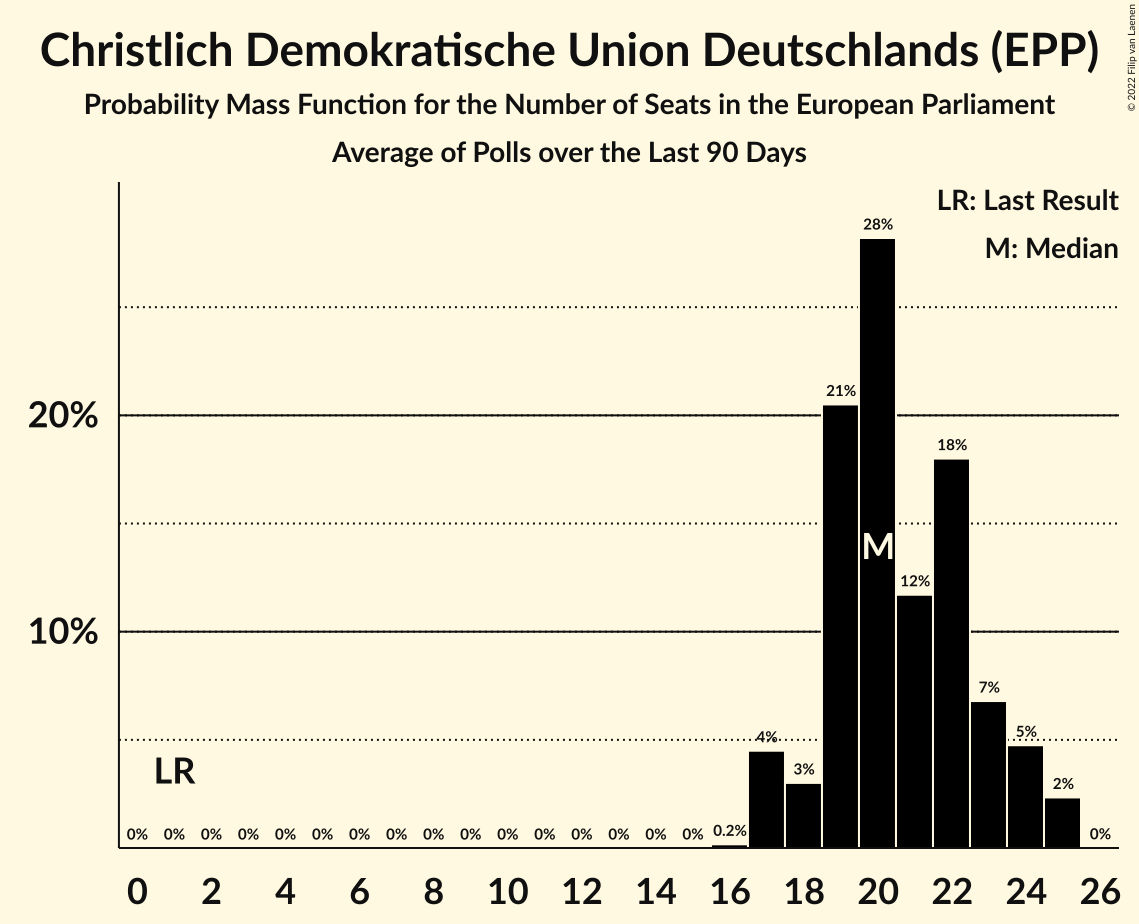 Christlich Demokratische Union Deutschlands (EPP)
Probability Mass Function for the Number of Seats in the European Parliament
Average of Polls over the Last 90 Days
© 2022 Filip van Laenen
LR: Last Result
M: Median
28%
21%
20%
18%
M
12%
10%
7%
4%
5%
LR
3%
2%
0% 0% 0% 0% 0% 0% 0% 0% 0% 0% 0% 0% 0% 0% 0% 0% 0.2% 0%
0 2 4 6 8 10 12 14 16 18 20 22 24 26